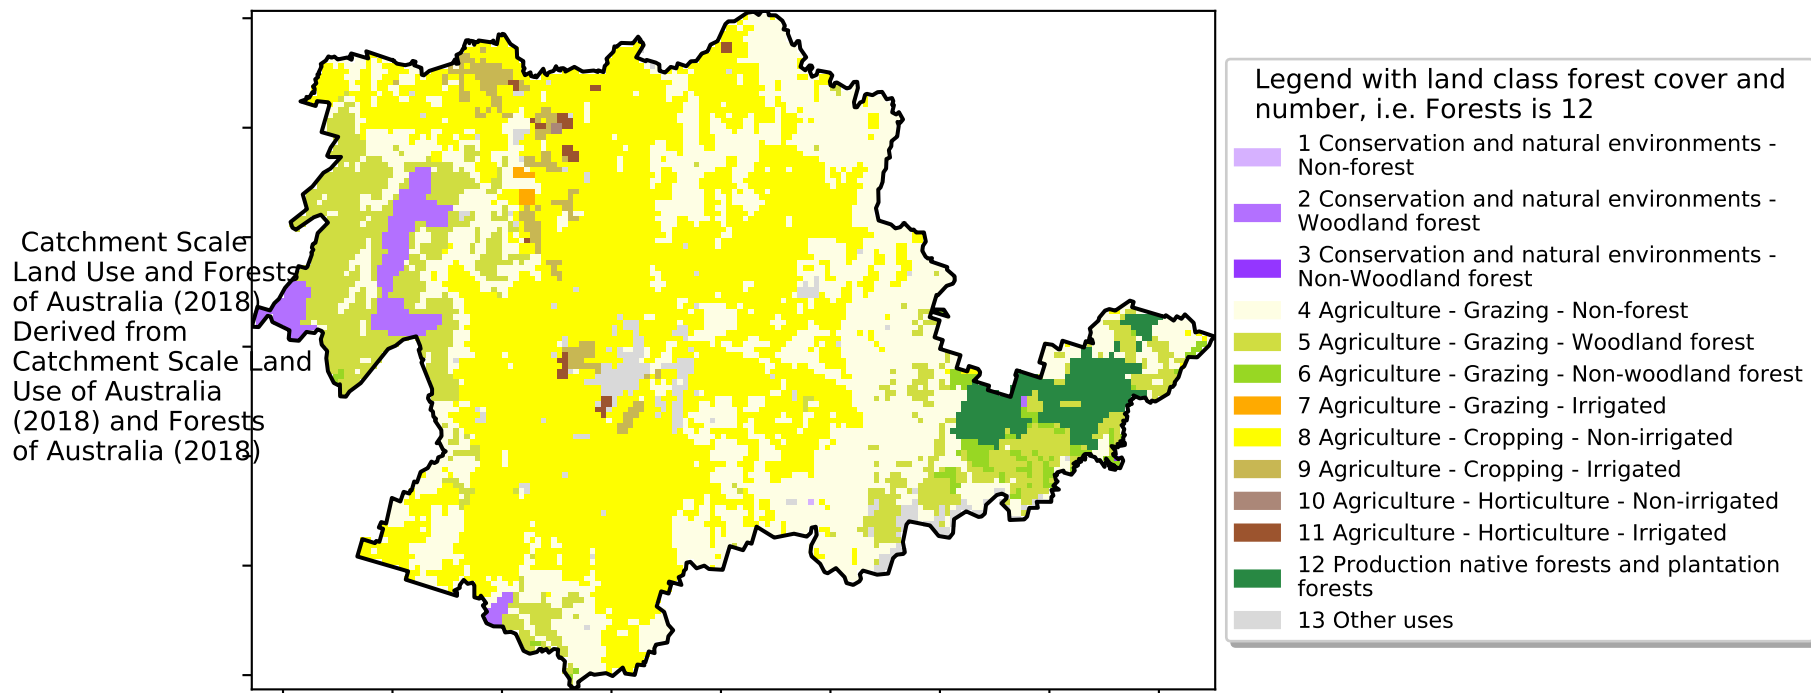 Catchment Scale
Land Use and Forests
of Australia (2018)
Derived from
Catchment Scale Land
Use of Australia
(2018) and Forests
of Australia (2018)
Legend with land class forest cover and
number, i.e. Forests is 12
1 Conservation and natural environments -
Non-forest
2 Conservation and natural environments -
Woodland forest
3 Conservation and natural environments -
Non-Woodland forest
4 Agriculture - Grazing - Non-forest
5 Agriculture - Grazing - Woodland forest
6 Agriculture - Grazing - Non-woodland forest
7 Agriculture - Grazing - Irrigated
8 Agriculture - Cropping - Non-irrigated
9 Agriculture - Cropping - Irrigated
10 Agriculture - Horticulture - Non-irrigated
11 Agriculture - Horticulture - Irrigated
12 Production native forests and plantation
forests
13 Other uses